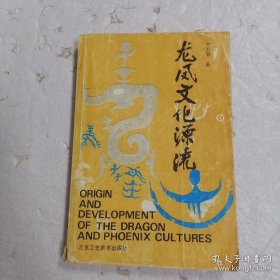 龙凤文化源流
著
ORIGIN
AND
DEVELOPMENT
OF THE DRAGON
AND PHOENIX CULTURES
北京工艺美术出版社
孔夫子旧书网